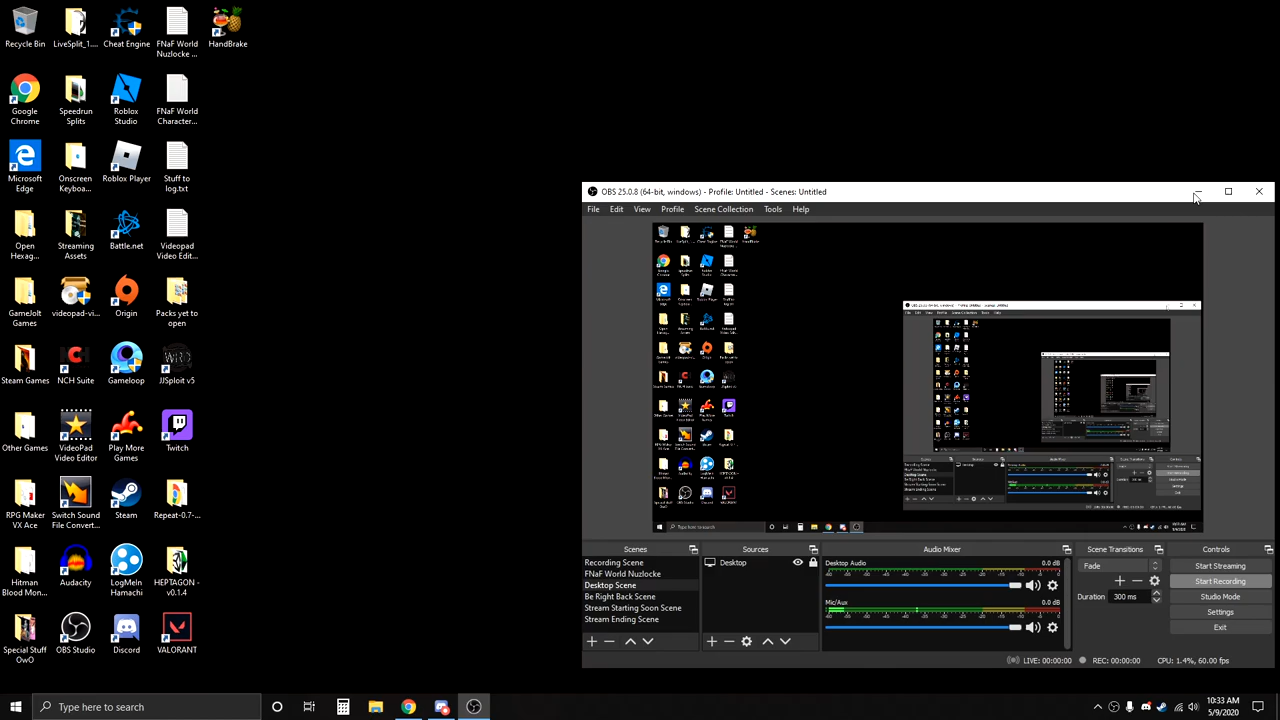 Recycle Bin
LiveSplit_1....
Cheat Engine
FNaF World
Nuzlocke ...
HandBrake
Google
Chrome
Speedrun
Splits
Roblox
Studio
FNaF World
Character...
Microsoft
Edge
Onscreen
Keyboa...
Roblox Player
Stuff to
log.txt
Open
Hexag...
Streaming
Assets
Battle.net
Videopad
Video Edit...
GameJolt
Games
videopad-vi...
Origin
Packs yet to
open
Steam Games
NCH Suite
Gameloop
JJSploit v5
Other Games
VideoPad
Video Editor
Play More
Games
Twitch
RPG Maker
VX Ace
Switch Sound
File Convert...
Steam
Repeat-0.7-...
Hitman
Blood Mon...
Audacity
LogMeIn
Hamachi
HEPTAGON -
v0.1.4
Special Stuff
OwO
OBS Studio
Discord
VALORANT
OBS 25.0.8 (64-bit, windows) - Profile: Untitled - Scenes: Untitled
File Edit View Profile Scene Collection Tools Help
Scenes
Recording Scene
FNaF World Nuzlocke
Desktop Scene
Be Right Back Scene
Stream Starting Soon Scene
Stream Ending Scene
Sources
Desktop
Audio Mixer
Desktop Audio 0.0 dB
Mic/Aux 0.0 dB
Scene Transitions
Fade
Duration 300 ms
Controls
Start Streaming
Start Recording
Studio Mode
Settings
Exit
LIVE: 00:00:00 REC: 00:00:00 CPU: 1.4%, 60.00 fps
Type here to search
10:33 AM
5/9/2020